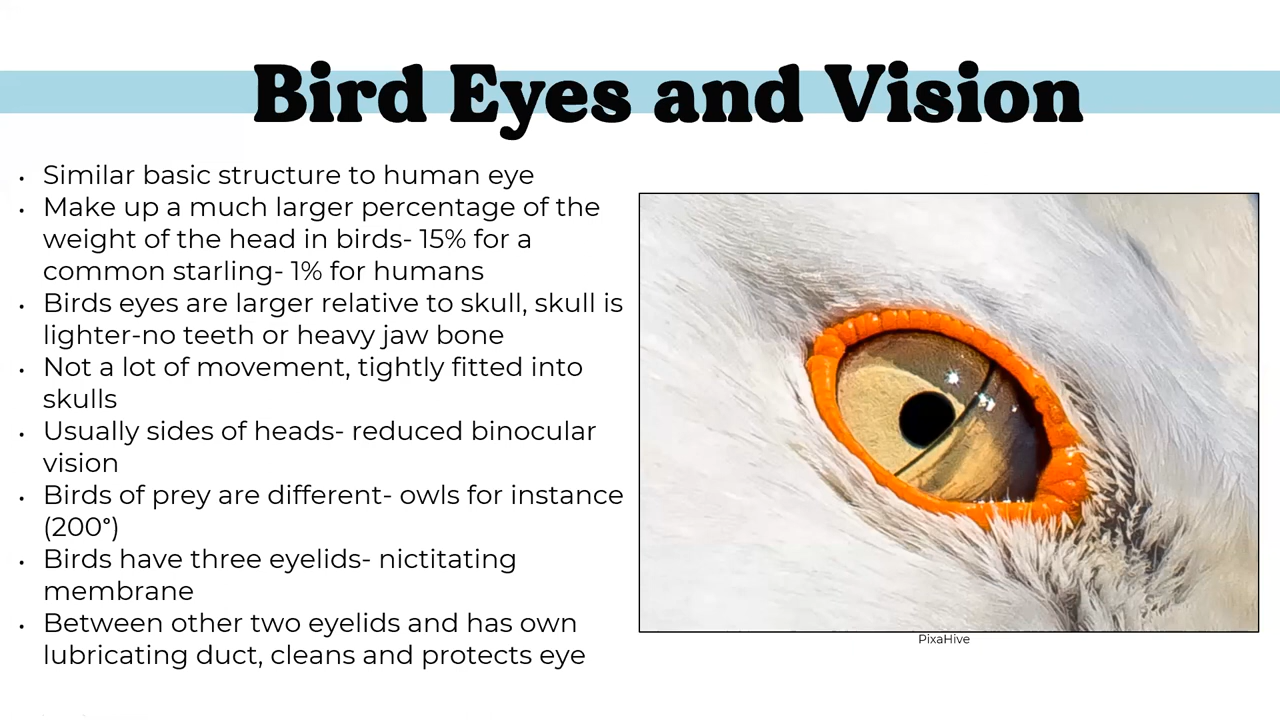 Bird Eyes and Vision
• Similar basic structure to human eye
• Make up a much larger percentage of the
weight of the head in birds- 15% for a
common starling- 1% for humans
• Birds eyes are larger relative to skull, skull is
lighter-no teeth or heavy jaw bone
• Not a lot of movement, tightly fitted into
skulls
• Usually sides of heads- reduced binocular
vision
• Birds of prey are different- owls for instance
(200°)
• Birds have three eyelids- nictitating
membrane
• Between other two eyelids and has own
lubricating duct, cleans and protects eye
PixaHive